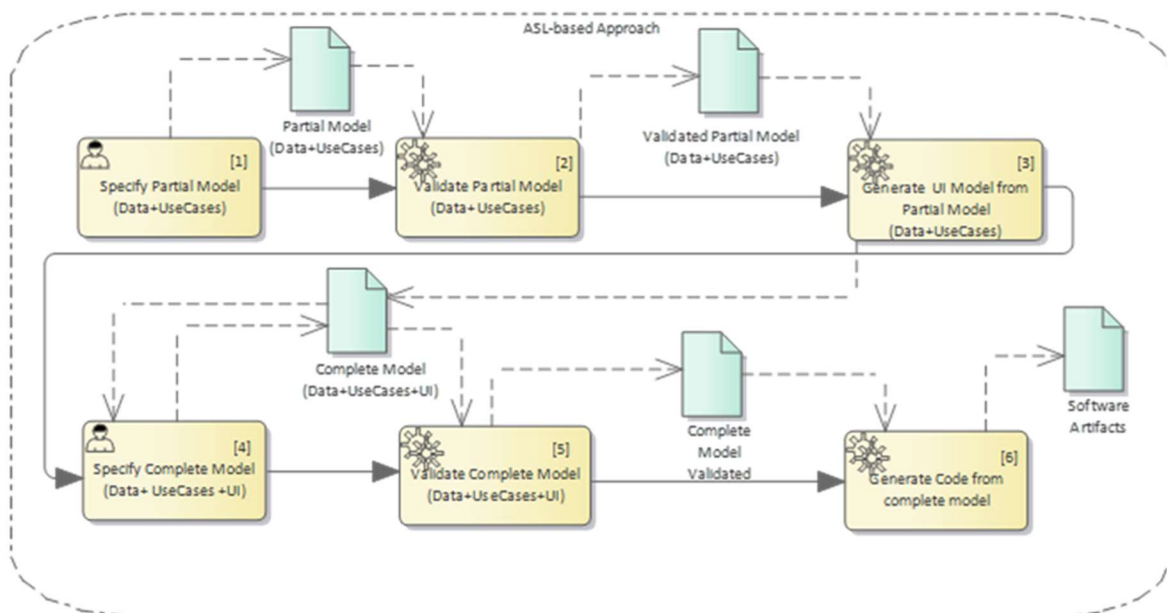 ASL-based Approach
Partial Model
(Data+UseCases)
Validated Partial Model
(Data+UseCases)
[1]
Specify Partial Model
(Data+UseCases)
[2]
Validate Partial Model
(Data+ UseCases)
[3]
Generate UI Model from
Partial Model
(Data+UseCases)
Complete Model
(Data+UseCases+UI)
Complete
Model
Validated
Software
Artifacts
[4]
Specify Complete Model
(Data+ UseCases +UI)
[5]
Validate Complete Model
(Data+UseCases+UI)
[6]
Generate Code from
complete model